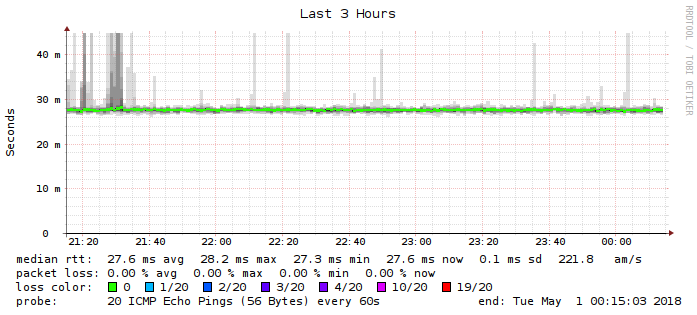 Last 3 Hours
RRDTOOL / TOBI OETIKER
Seconds
40 m
30 m
20 m
10 m
0
21:20 21:40 22:00 22:20 22:40 23:00 23:20 23:40 00:00
median rtt: 27.6 ms avg 28.2 ms max 27.3 ms min 27.6 ms now 0.1 ms sd 221.8 am/s
packet loss: 0.00 % avg 0.00 % max 0.00 % min 0.00 % now
loss color: 0 1/20 2/20 3/20 4/20 10/20 19/20
probe: 20 ICMP Echo Pings (56 Bytes) every 60s end: Tue May 1 00:15:03 2018